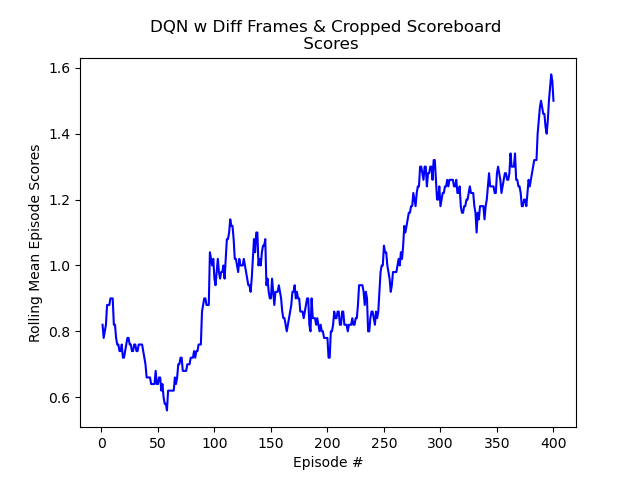 DQN w Diff Frames & Cropped Scoreboard
Scores
1.6
1.4
1.2
1.0
0.8
0.6
Rolling Mean Episode Scores
0 50 100 150 200 250 300 350 400
Episode #